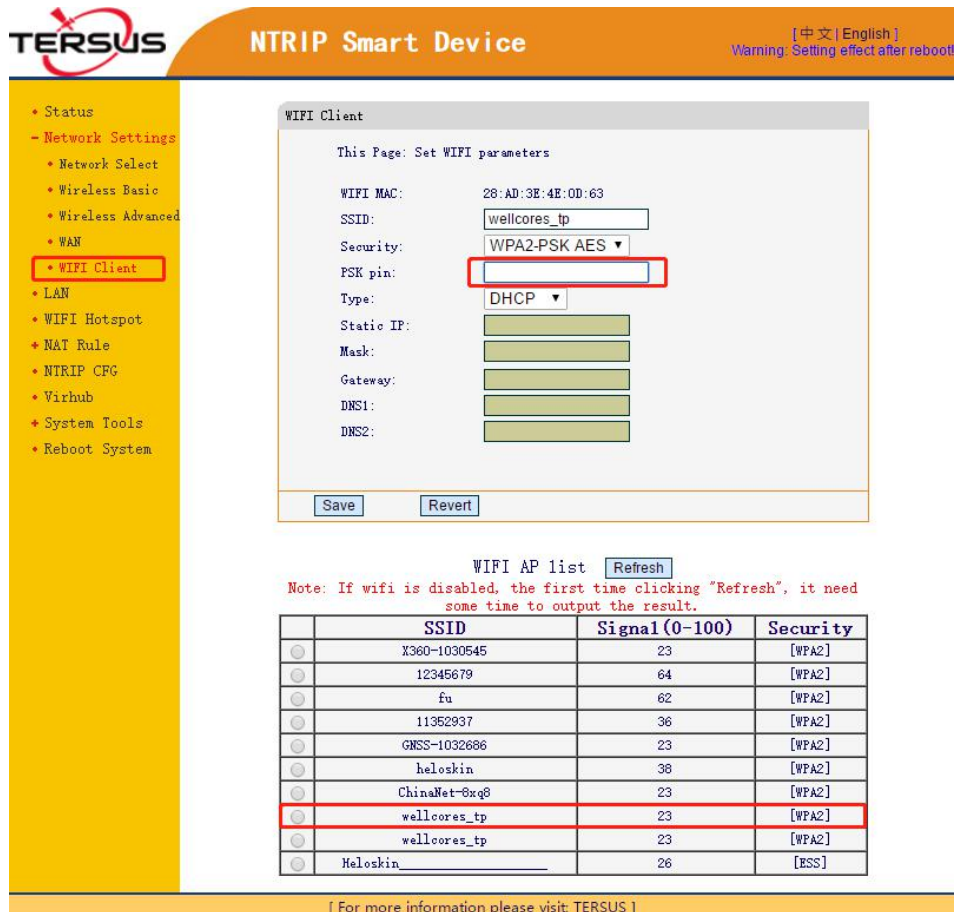 TERSUS
NTRIP Smart Device
[ 中文 | English ]
Warning: Setting effect after reboot!
Status
Network Settings
Network Select
Wireless Basic
Wireless Advanced
WAN
WIFI Client
LAN
WIFI Hotspot
NAT Rule
NTRIP CFG
Virhub
System Tools
Reboot System
WIFI Client
This Page: Set WIFI parameters
WIFI MAC: 28:AD:3E:4E:0D:63
SSID: wellcores_tp
Security: WPA2-PSK AES
PSK pin:
Type: DHCP
Static IP:
Mask:
Gateway:
DNS1:
DNS2:
Save Revert
WIFI AP list Refresh
Note: If wifi is disabled, the first time clicking "Refresh", it need
some time to output the result.
SSID Signal(0-100) Security
X360-1030545 23 [WPA2]
12345679 64 [WPA2]
fu 62 [WPA2]
11352937 36 [WPA2]
GNSS-1032686 23 [WPA2]
heloskin 38 [WPA2]
ChinaNet-8xq8 23 [WPA2]
wellcores_tp 23 [WPA2]
wellcores_tp 23 [WPA2]
Heloskin______________________ 26 [ESS]
[ For more information please visit: TERSUS ]